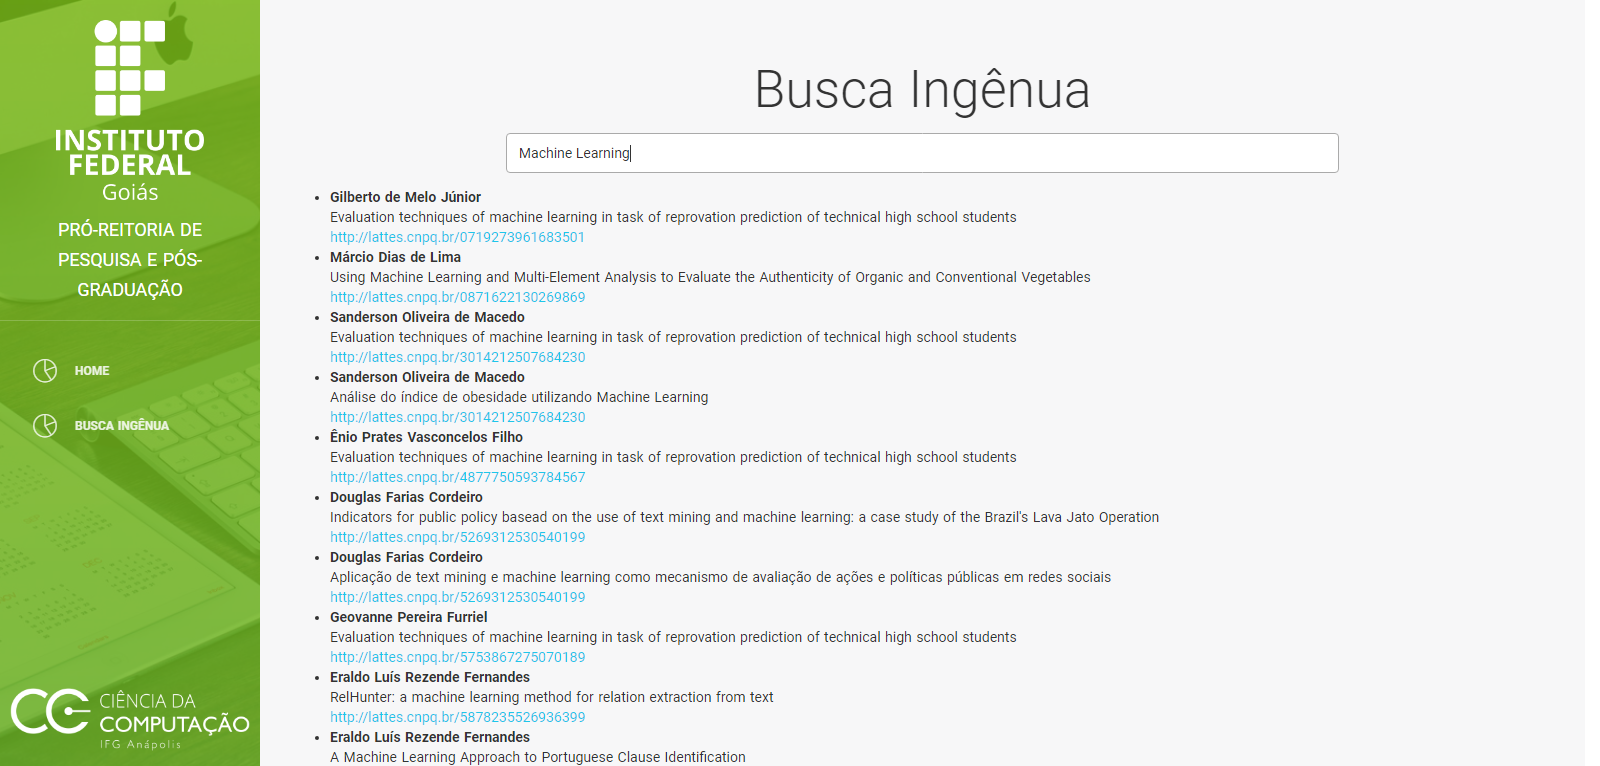 INSTITUTO
FEDERAL
Goiás
PRÓ-REITORIA DE
PESQUISA E PÓS-
GRADUAÇÃO
HOME
BUSCA INGÊNUA
CIÊNCIA DA
COMPUTAÇÃO
IFG Anápolis
Busca Ingênua
Machine Learning
Gilberto de Melo Júnior
Evaluation techniques of machine learning in task of reprovation prediction of technical high school students
http://lattes.cnpq.br/0719273961683501
Márcio Dias de Lima
Using Machine Learning and Multi-Element Analysis to Evaluate the Authenticity of Organic and Conventional Vegetables
http://lattes.cnpq.br/0871622130269869
Sanderson Oliveira de Macedo
Evaluation techniques of machine learning in task of reprovation prediction of technical high school students
http://lattes.cnpq.br/3014212507684230
Sanderson Oliveira de Macedo
Análise do índice de obesidade utilizando Machine Learning
http://lattes.cnpq.br/3014212507684230
Ênio Prates Vasconcelos Filho
Evaluation techniques of machine learning in task of reprovation prediction of technical high school students
http://lattes.cnpq.br/4877750593784567
Douglas Farias Cordeiro
Indicators for public policy basead on the use of text mining and machine learning: a case study of the Brazil's Lava Jato Operation
http://lattes.cnpq.br/5269312530540199
Douglas Farias Cordeiro
Aplicação de text mining e machine learning como mecanismo de avaliação de ações e políticas públicas em redes sociais
http://lattes.cnpq.br/5269312530540199
Geovanne Pereira Furriel
Evaluation techniques of machine learning in task of reprovation prediction of technical high school students
http://lattes.cnpq.br/5753867275070189
Eraldo Luís Rezende Fernandes
RelHunter: a machine learning method for relation extraction from text
http://lattes.cnpq.br/5878235526936399
Eraldo Luís Rezende Fernandes
A Machine Learning Approach to Portuguese Clause Identification